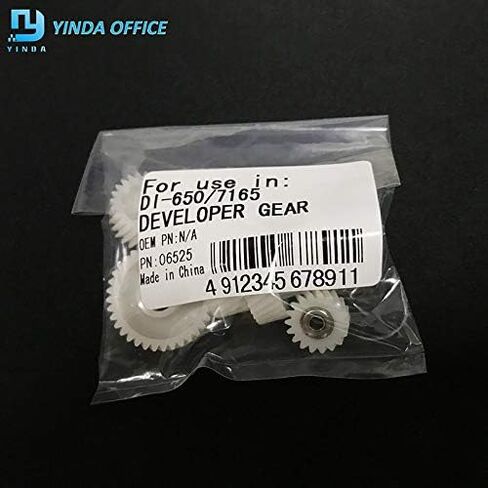 YINDA OFFICE
YINDA
For use in:
DI-650/7165
DEVELOPER GEAR
OEM PN:N/A
PN:06525
Made in China
4 912345 678911